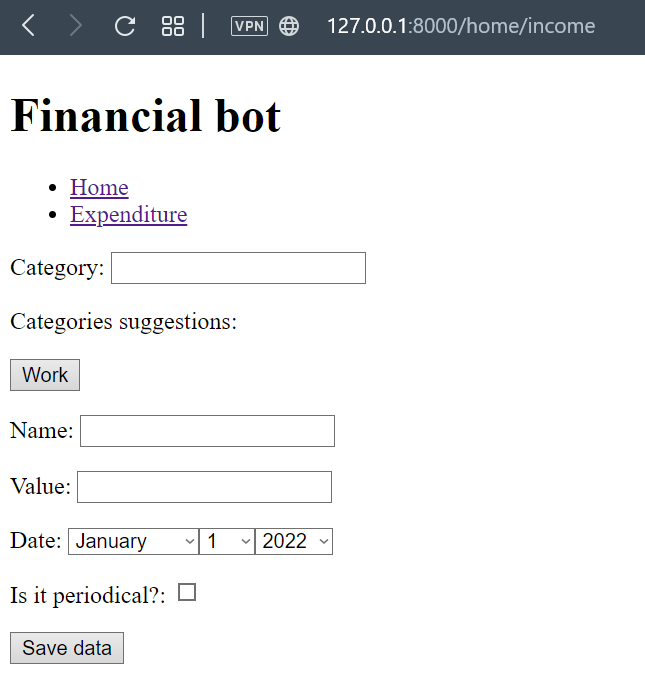 VPN 127.0.0.1:8000/home/income
Financial bot
Home
Expenditure
Category:
Categories suggestions:
Work
Name:
Value:
Date: January 1 2022
Is it periodical?:
Save data